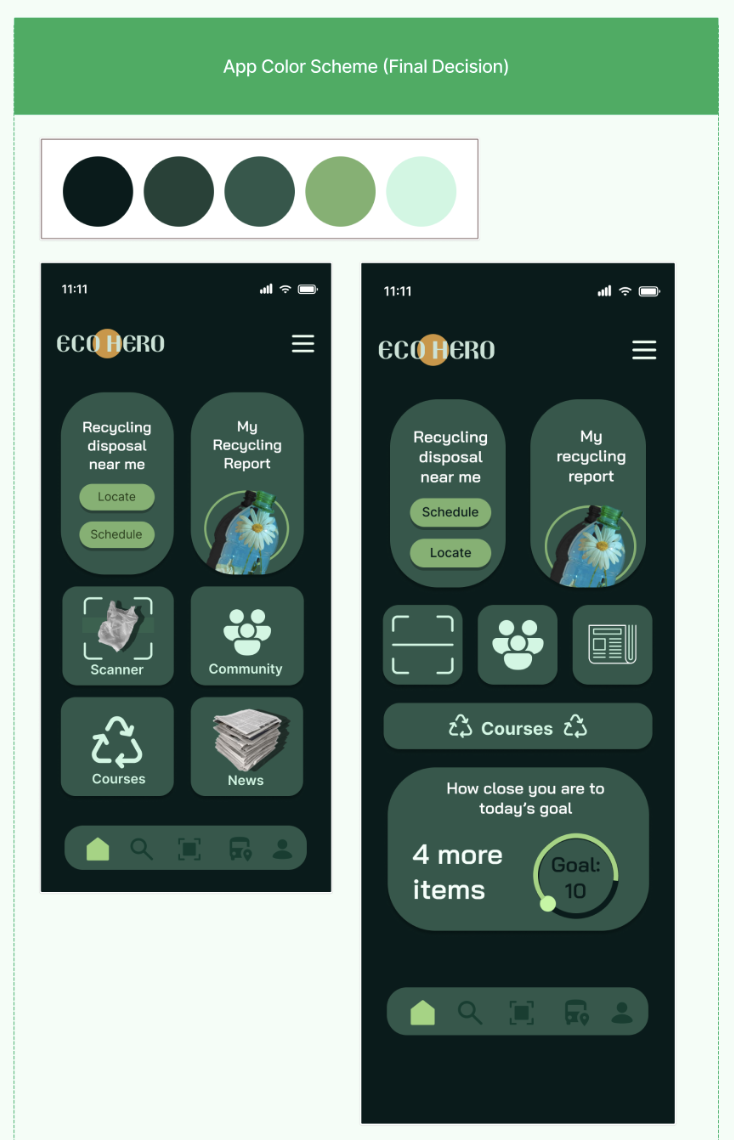 App Color Scheme (Final Decision)
11:11
ECO HERO
Recycling
disposal
near me
Locate
Schedule
My
Recycling
Report
Scanner
Community
Courses
News
11:11
ECO HERO
Recycling
disposal
near me
Schedule
Locate
My
recycling
report
Courses
How close you are to
today's goal
4 more
items
Goal:
10